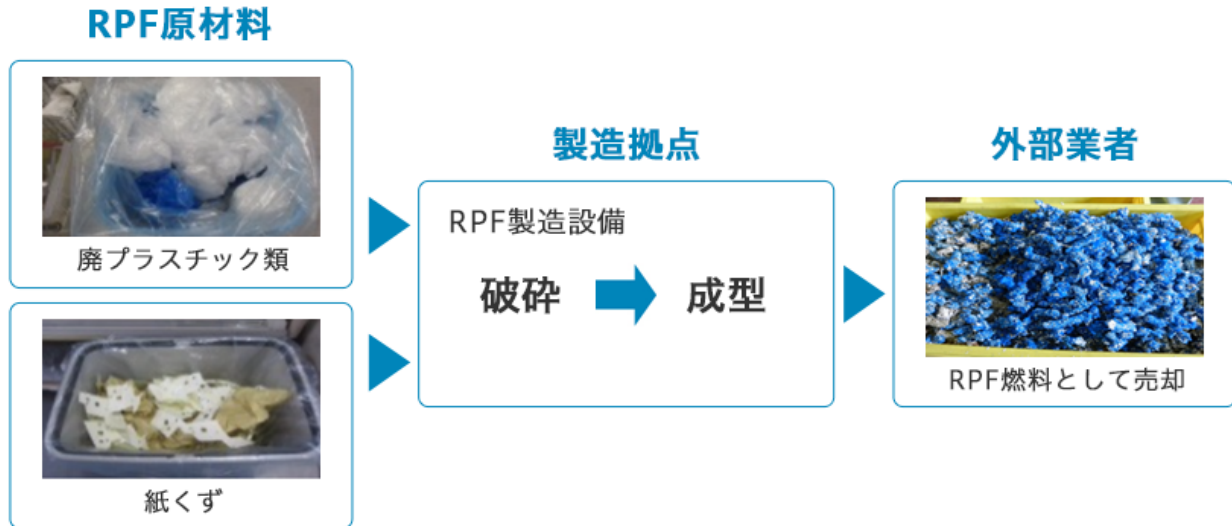 RPF原材料
廃プラスチック類
紙くず
製造拠点
RPF製造設備
破砕
成型
外部業者
RPF燃料として売却